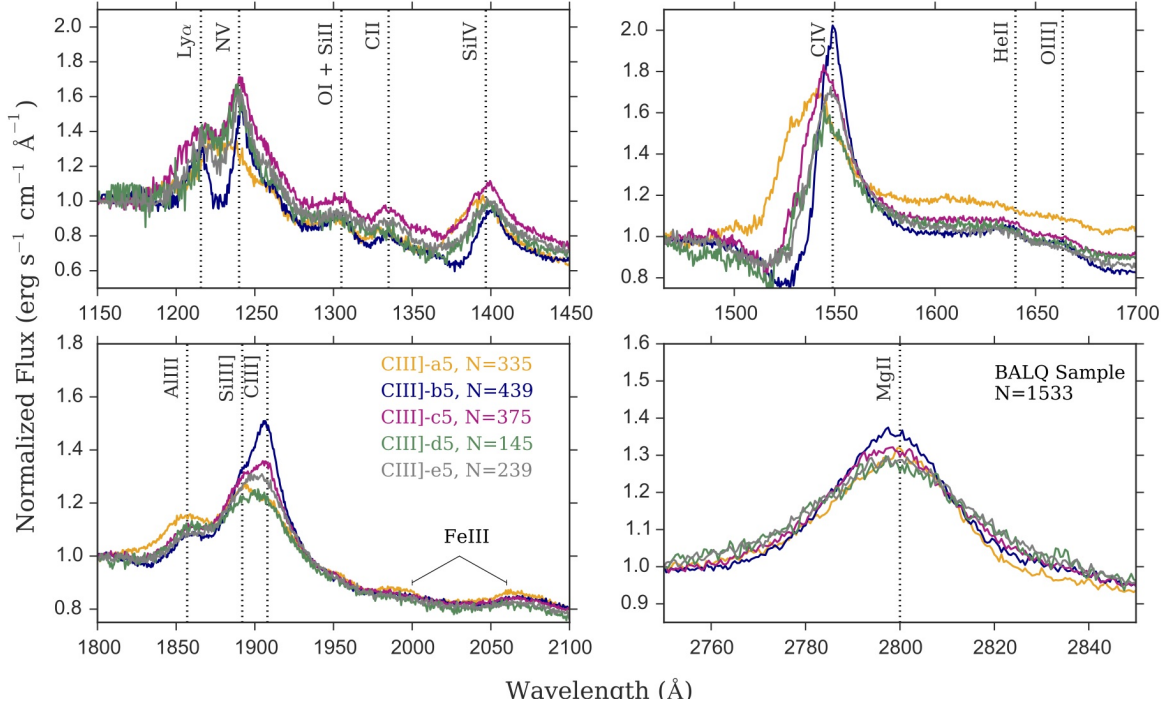 Normalized Flux (erg s⁻¹ cm⁻¹ Å⁻¹)
2.0
1.8
1.6
1.4
1.2
1.0
0.8
0.6
Lyα
NV
OI + SiII
CII
SiIV
1150 1200 1250 1300 1350 1400 1450
2.0
1.8
1.6
1.4
1.2
1.0
0.8
CIV
HeII
OIII]
1500 1550 1600 1650 1700
1.8
1.6
1.4
1.2
1.0
0.8
AlIII
SiIII]
CIII]
CIII]-a5, N=335
CIII]-b5, N=439
CIII]-c5, N=375
CIII]-d5, N=145
CIII]-e5, N=239
FeIII
1800 1850 1900 1950 2000 2050 2100
1.6
1.5
1.4
1.3
1.2
1.1
1.0
0.9
MgII
BALQ Sample
N=1533
2760 2780 2800 2820 2840
Wavelength (Å)